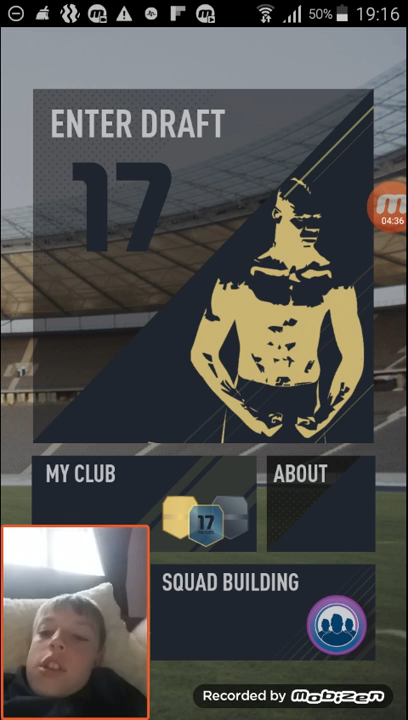 50% 19:16
ENTER DRAFT
17
04:36
MY CLUB
ABOUT
17
SQUAD BUILDING
Recorded by mobizen